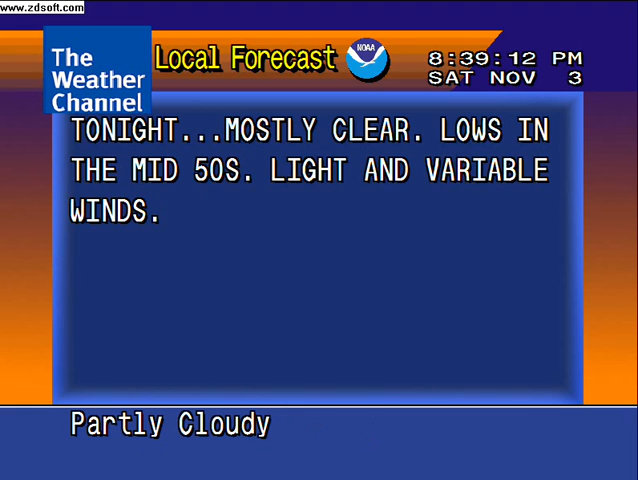 www.zdsoft.com
The
Weather
Channel
Local Forecast
NOAA
8:39:12 PM
SAT NOV 3
TONIGHT...MOSTLY CLEAR. LOWS IN
THE MID 50S. LIGHT AND VARIABLE
WINDS.
Partly Cloudy